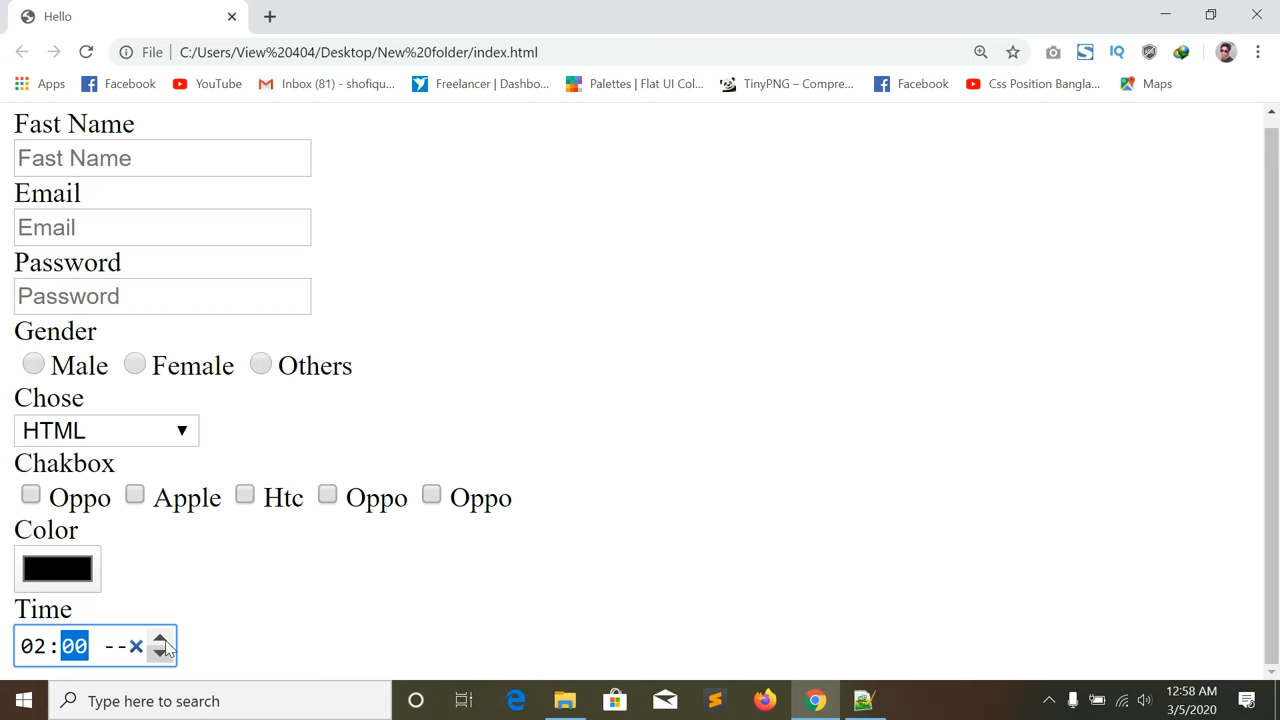 Hello
File C:/Users/View%20404/Desktop/New%20folder/index.html
Apps Facebook YouTube Inbox (81) - shofiqu... Freelancer | Dashbo... Palettes | Flat UI Col... TinyPNG – Compre... Facebook Css Position Bangla... Maps
Fast Name
Fast Name
Email
Email
Password
Password
Gender
Male Female Others
Chose
HTML
Chakbox
Oppo Apple Htc Oppo Oppo
Color
Time
02:00 --
Type here to search
12:58 AM
3/5/2020